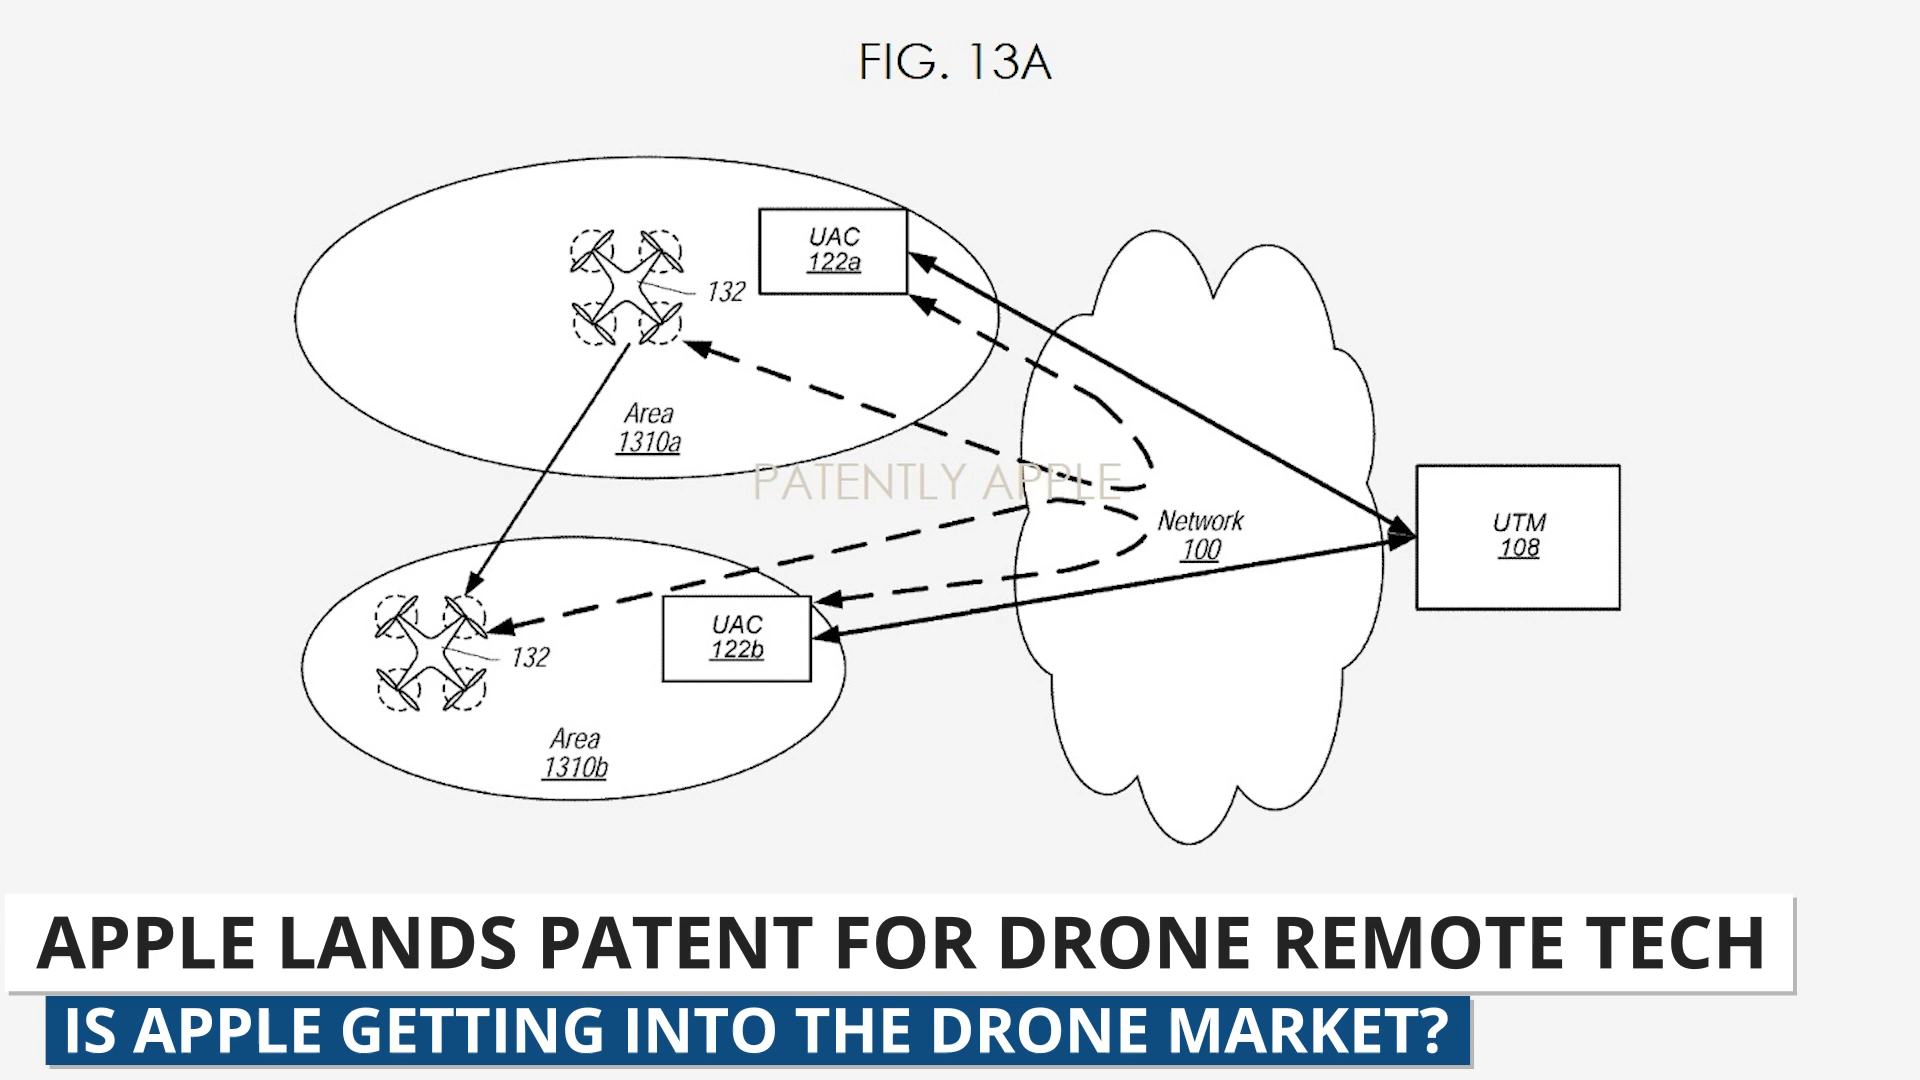 FIG. 13A
UAC
122a
132
Area
1310a
PATENTLY APPLE
Network
100
UTM
108
UAC
122b
132
Area
1310b
APPLE LANDS PATENT FOR DRONE REMOTE TECH
IS APPLE GETTING INTO THE DRONE MARKET?